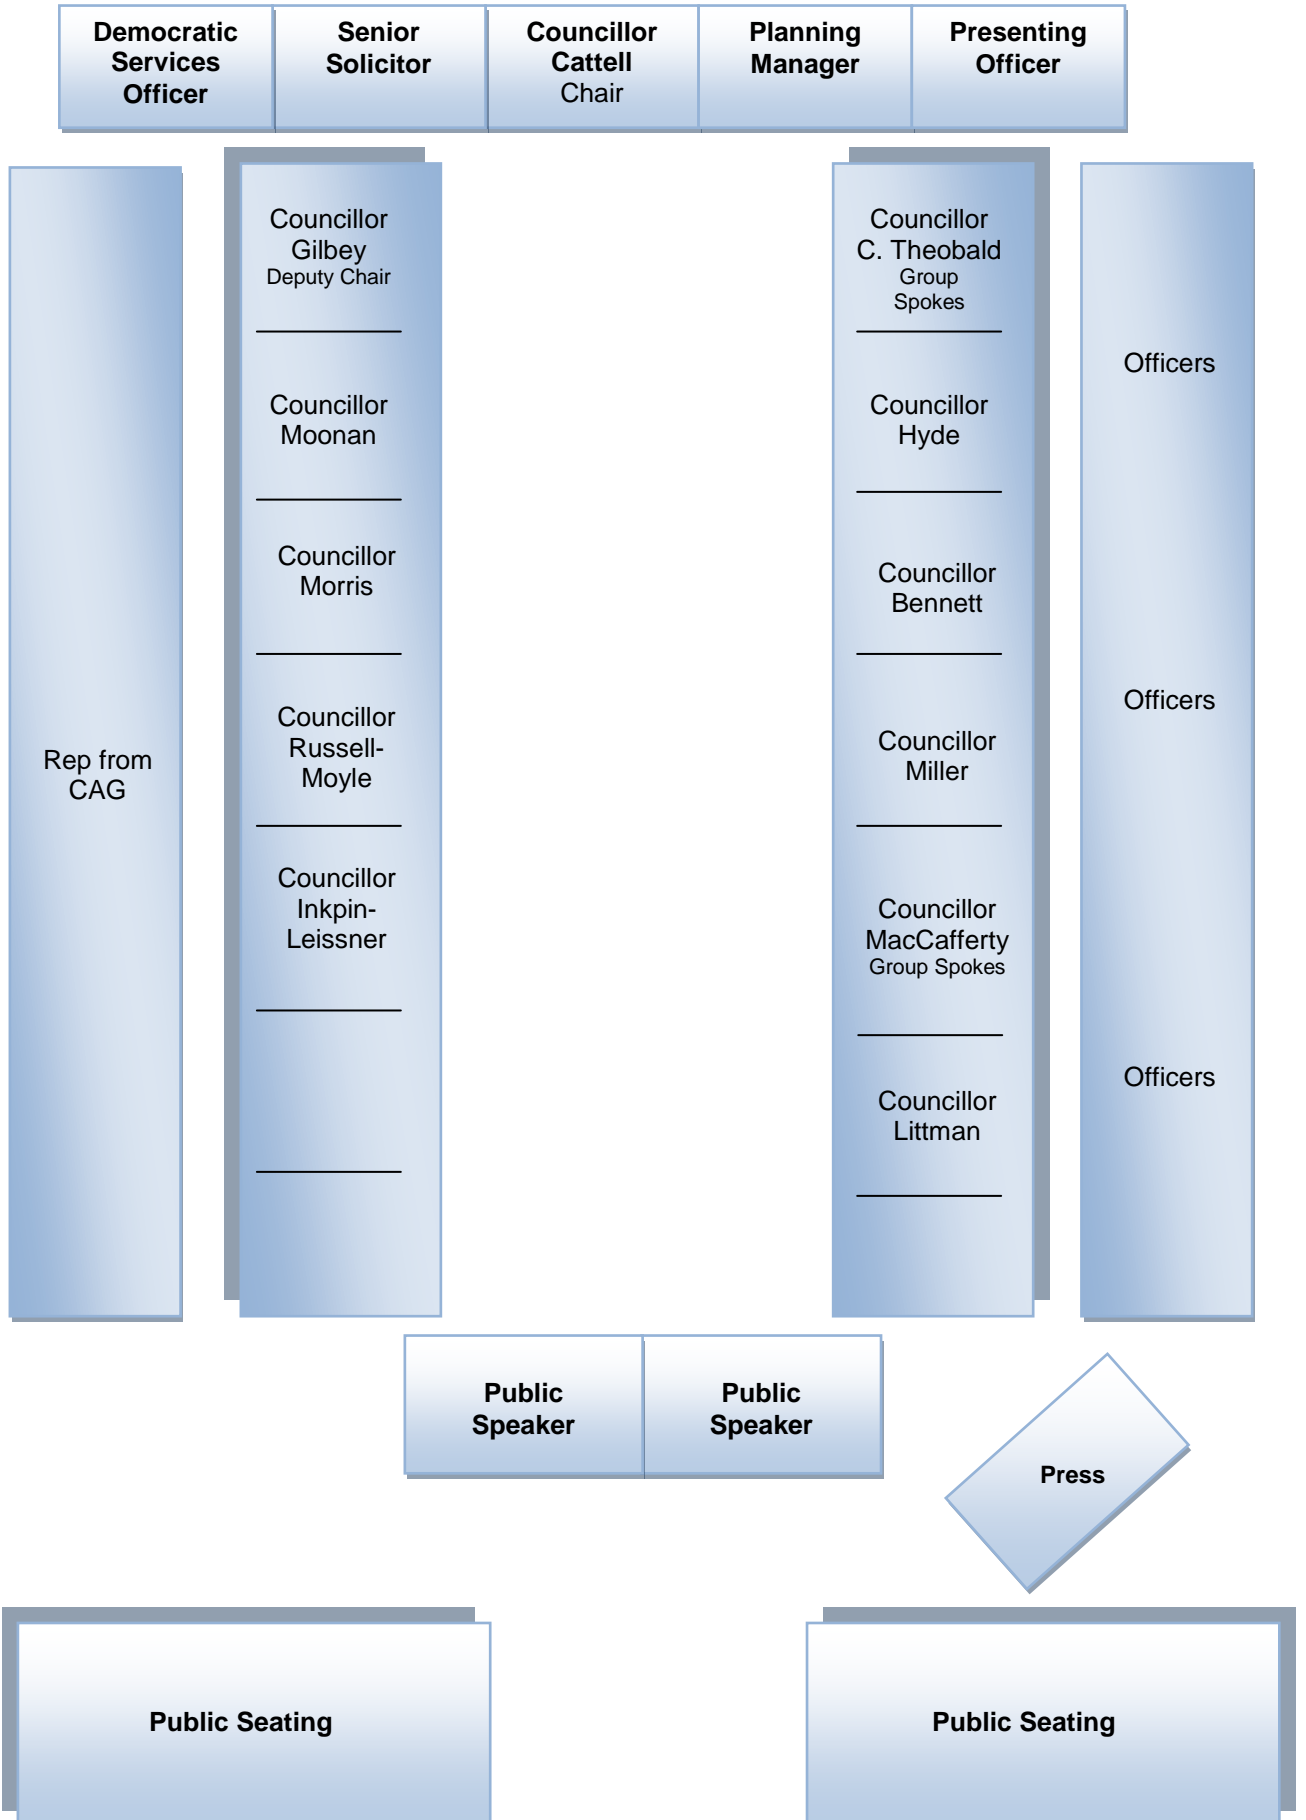 Democratic
Services
Officer
Senior
Solicitor
Councillor
Cattell
Chair
Planning
Manager
Presenting
Officer
Rep from
CAG
Councillor
Gilbey
Deputy Chair
Councillor
Moonan
Councillor
Morris
Councillor
Russell-
Moyle
Councillor
Inkpin-
Leissner
Councillor
C. Theobald
Group
Spokes
Councillor
Hyde
Councillor
Bennett
Councillor
Miller
Councillor
MacCafferty
Group Spokes
Councillor
Littman
Officers
Officers
Officers
Public
Speaker
Public
Speaker
Press
Public Seating
Public Seating